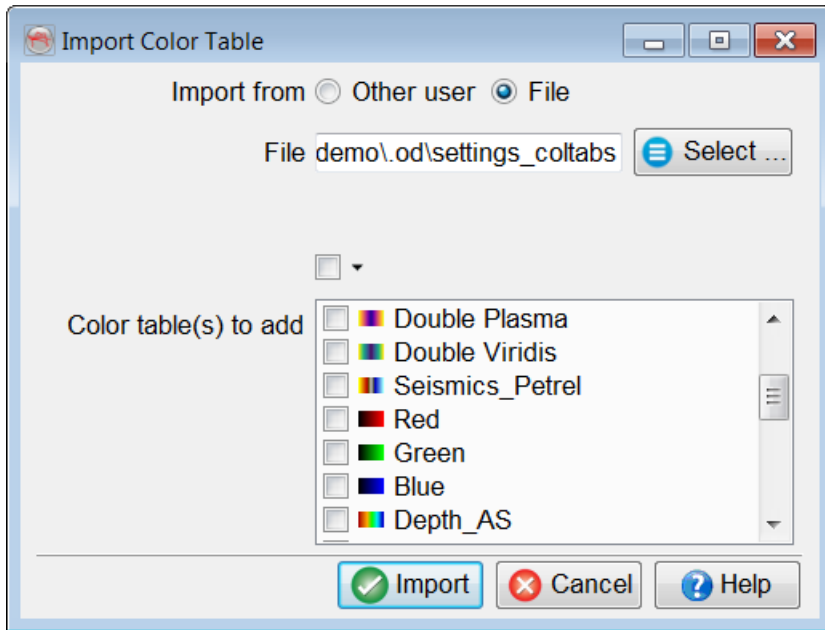 Import Color Table
Import from Other user File
File demo\.od\settings_coltabs Select ...
Color table(s) to add
Double Plasma
Double Viridis
Seismics_Petrel
Red
Green
Blue
Depth_AS
Import Cancel Help